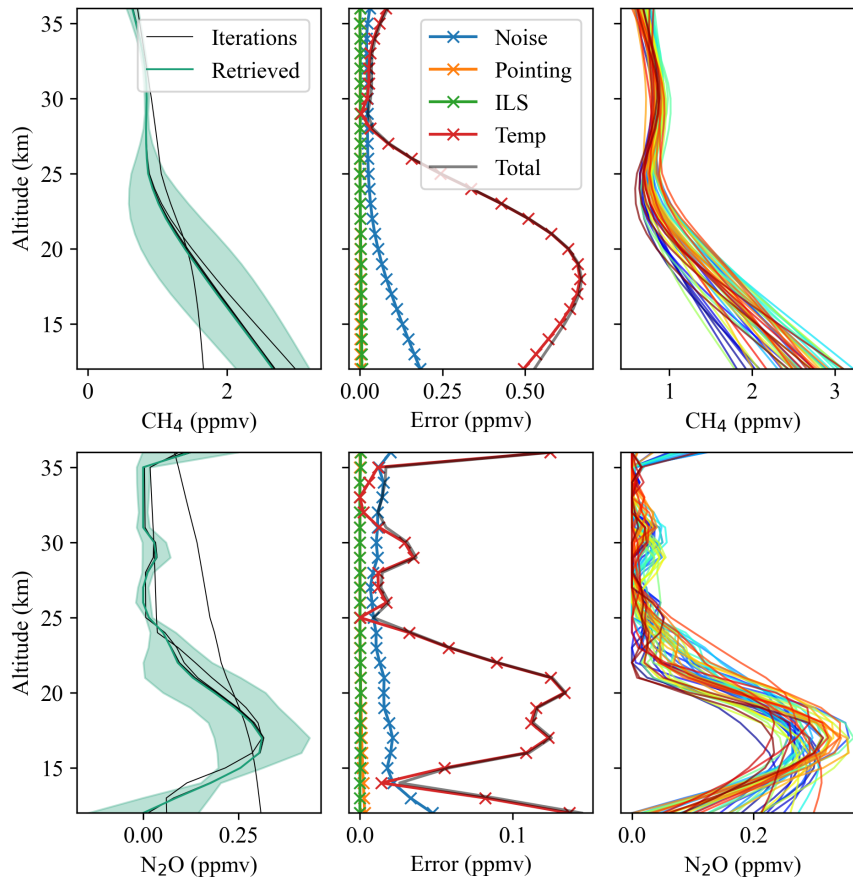 Altitude (km)
35
30
25
20
15
Iterations
Retrieved
0
2
CH₄ (ppmv)
Noise
Pointing
ILS
Temp
Total
0.00
0.25
0.50
Error (ppmv)
1
2
3
CH₄ (ppmv)
Altitude (km)
35
30
25
20
15
0.00
0.25
N₂O (ppmv)
0.0
0.1
Error (ppmv)
0.0
0.2
N₂O (ppmv)